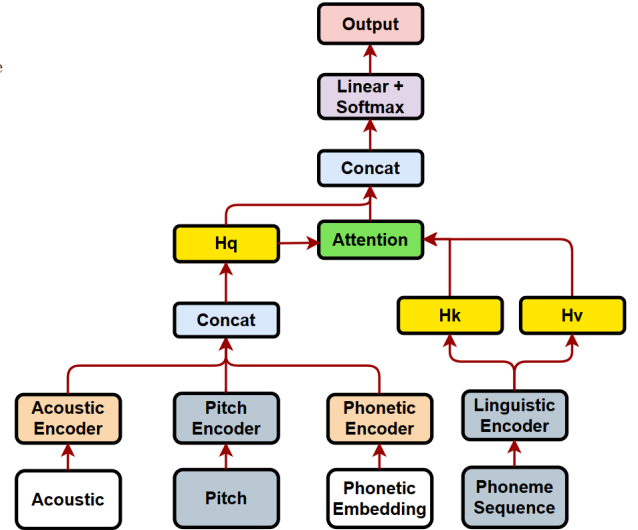 Output
e
Linear +
Softmax
Concat
Hq
Attention
Concat
Hk
Hv
Acoustic
Encoder
Pitch
Encoder
Phonetic
Encoder
Linguistic
Encoder
Acoustic
Pitch
Phonetic
Embedding
Phoneme
Sequence